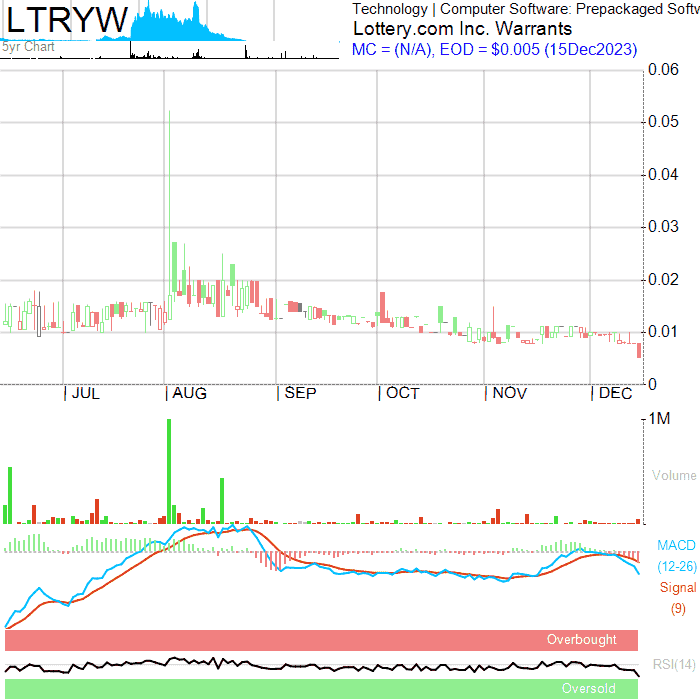 LTRYW
5yr Chart
Technology | Computer Software: Prepackaged Softw
Lottery.com Inc. Warrants
MC = (N/A), EOD = $0.005 (15Dec2023)
0.06
0.05
0.04
0.03
0.02
0.01
0
| JUL | AUG | SEP | OCT | NOV | DEC
1M
Volume
MACD
(12-26)
Signal
(9)
Overbought
RSI(14)
Oversold